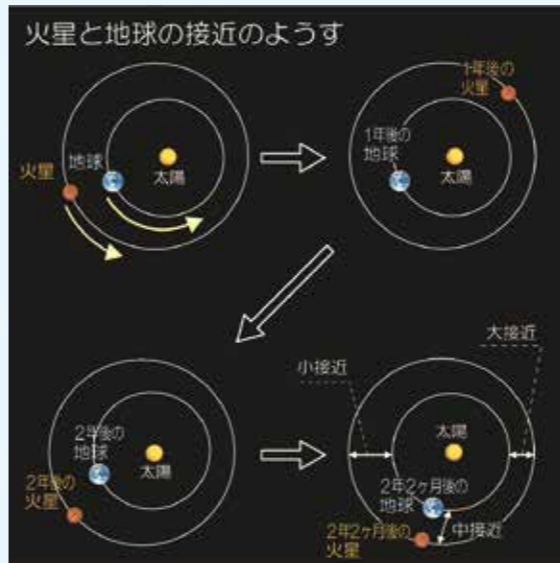 火星と地球の接近のようす
地球
火星
太陽
1年後の
火星
1年後の
地球
太陽
2年後の
地球
2年後の
火星
太陽
小接近
大接近
太陽
2年2ヶ月後の
地球
中接近
2年2ヶ月後の
火星